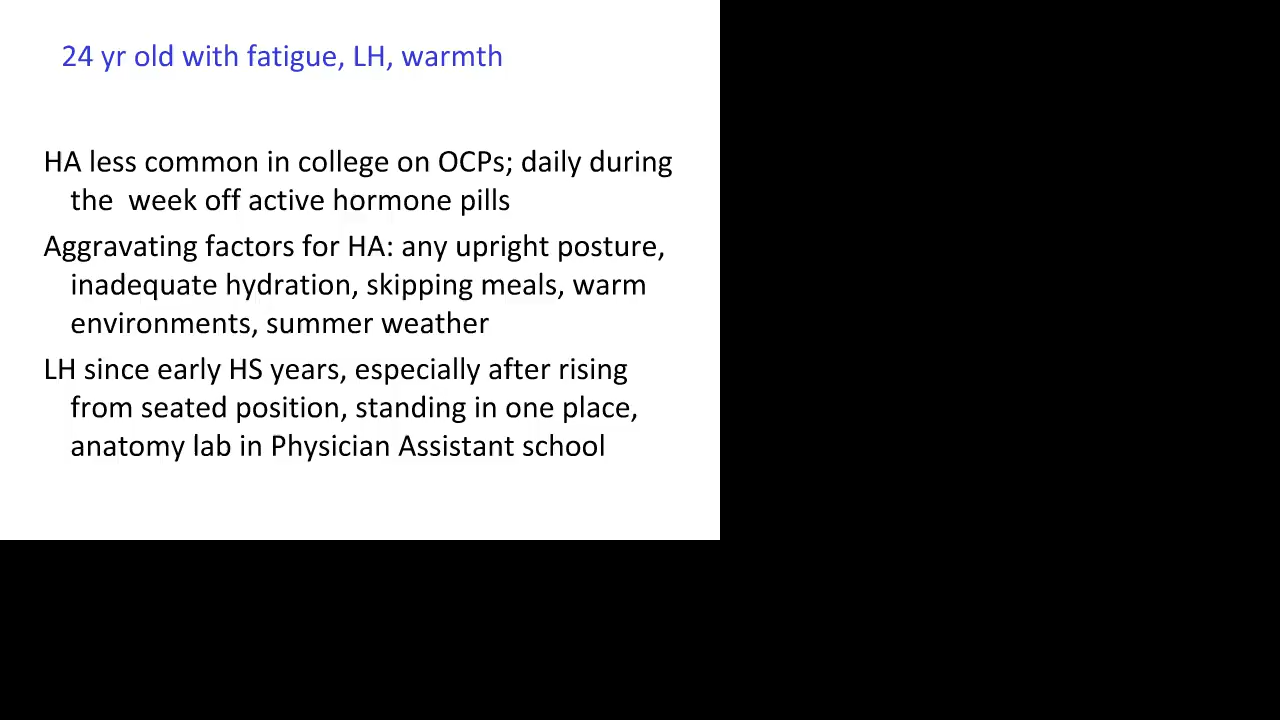 24 yr old with fatigue, LH, warmth
HA less common in college on OCPs; daily during
the  week off active hormone pills
Aggravating factors for HA: any upright posture,
inadequate hydration, skipping meals, warm
environments, summer weather
LH since early HS years, especially after rising
from seated position, standing in one place,
anatomy lab in Physician Assistant school